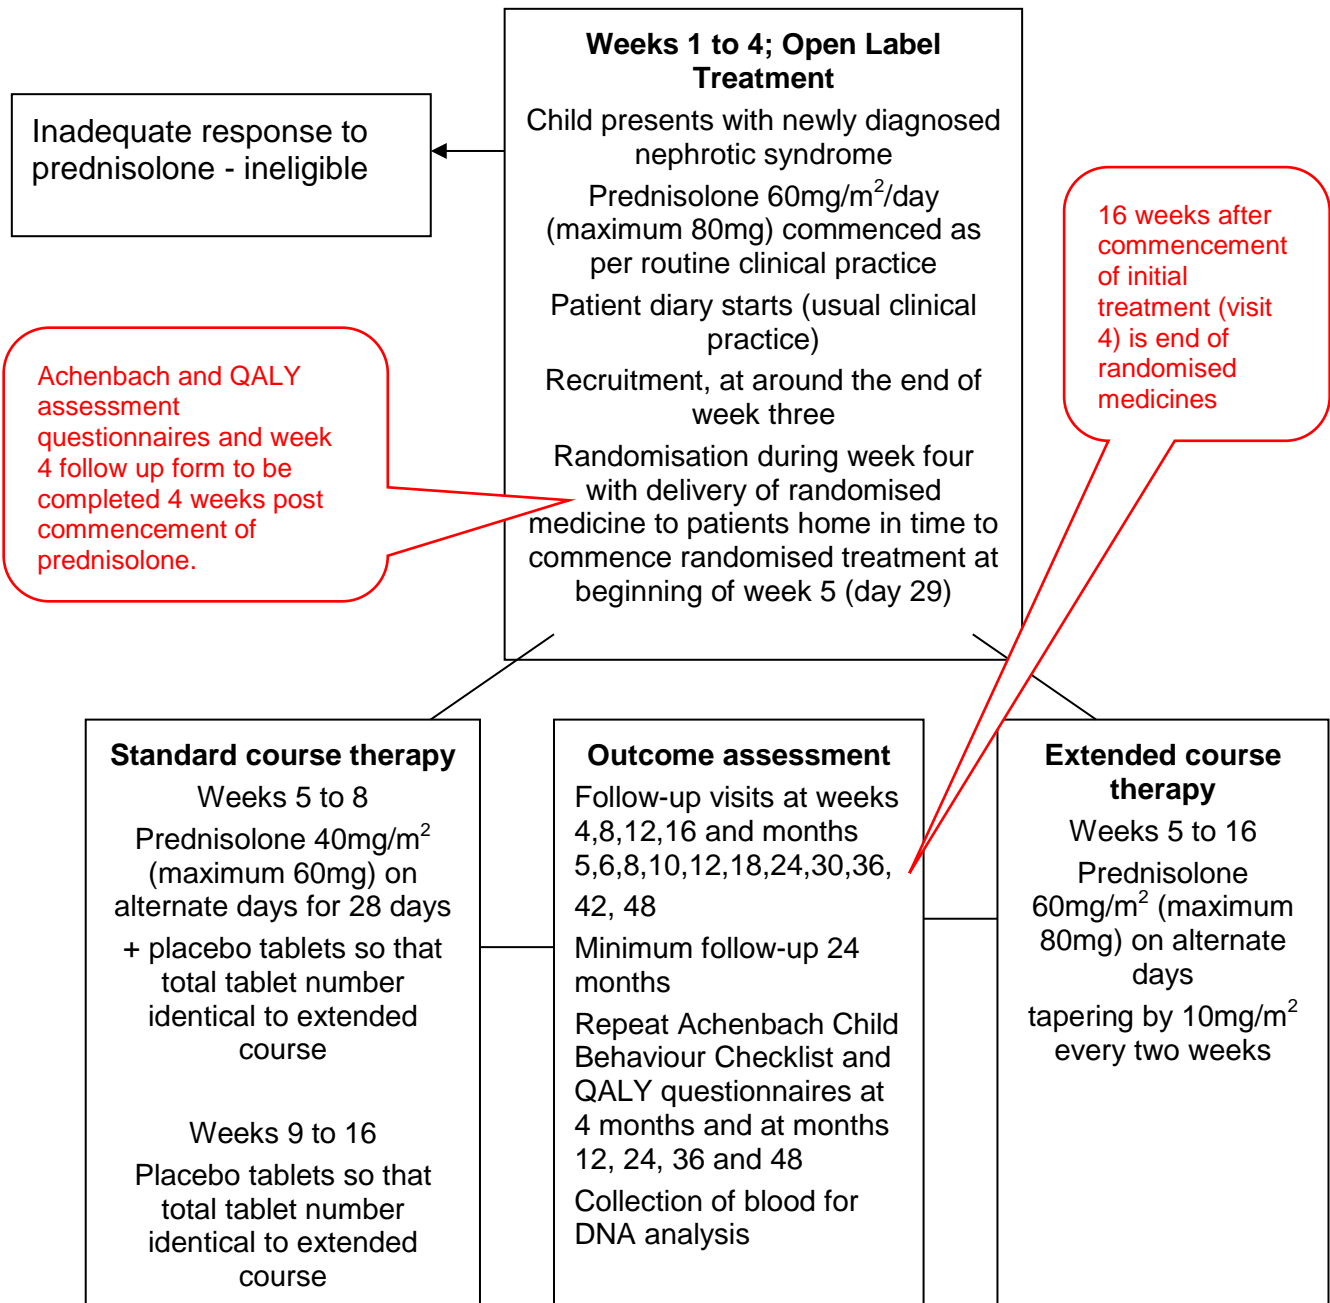 Weeks 1 to 4; Open Label
Treatment
Child presents with newly diagnosed
nephrotic syndrome
Prednisolone 60mg/m²/day
(maximum 80mg) commenced as
per routine clinical practice
Patient diary starts (usual clinical
practice)
Recruitment, at around the end of
week three
Randomisation during week four
with delivery of randomised
medicine to patients home in time to
commence randomised treatment at
beginning of week 5 (day 29)
Inadequate response to
prednisolone - ineligible
16 weeks after
commencement
of initial
treatment (visit
4) is end of
randomised
medicines
Achenbach and QALY
assessment
questionnaires and week
4 follow up form to be
completed 4 weeks post
commencement of
prednisolone.
Standard course therapy
Weeks 5 to 8
Prednisolone 40mg/m²
(maximum 60mg) on
alternate days for 28 days
+ placebo tablets so that
total tablet number
identical to extended
course
Weeks 9 to 16
Placebo tablets so that
total tablet number
identical to extended
course
Outcome assessment
Follow-up visits at weeks
4,8,12,16 and months
5,6,8,10,12,18,24,30,36,
42, 48
Minimum follow-up 24
months
Repeat Achenbach Child
Behaviour Checklist and
QALY questionnaires at
4 months and at months
12, 24, 36 and 48
Collection of blood for
DNA analysis
Extended course
therapy
Weeks 5 to 16
Prednisolone
60mg/m² (maximum
80mg) on alternate
days
tapering by 10mg/m²
every two weeks